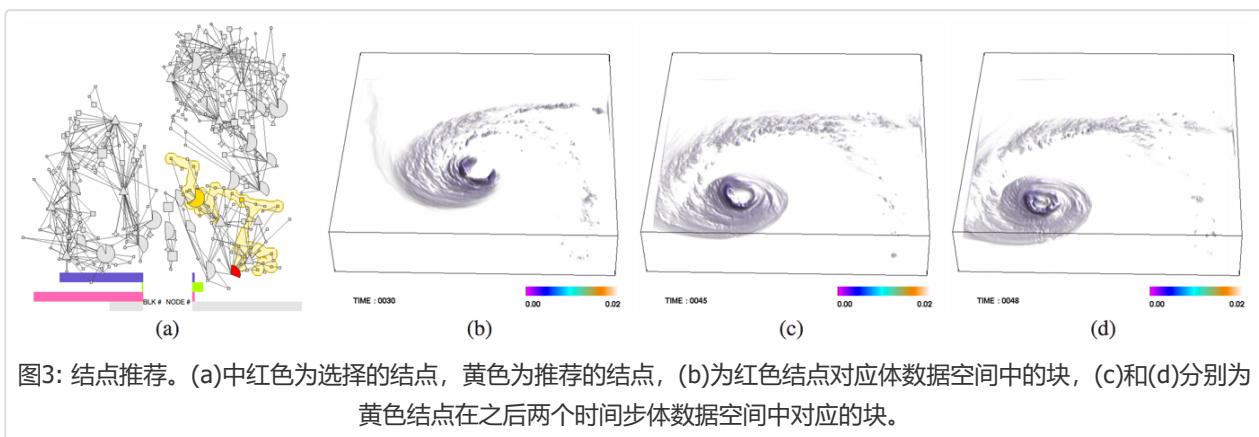 BLK # NODE #
TIME : 0030
0.00 0.02
TIME : 0045
0.00 0.02
TIME : 0048
0.00 0.02
(a) (b) (c) (d)
图3: 结点推荐。(a)中红色为选择的结点，黄色为推荐的结点，(b)为红色结点对应体数据空间中的块，(c)和(d)分别为
黄色结点在之后两个时间步体数据空间中对应的块。